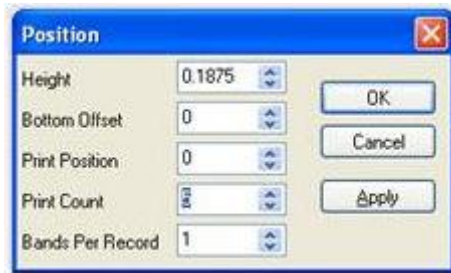 Position
Height 0.1875
OK
Bottom Offset 0
Cancel
Print Position 0
Print Count
Apply
Bands Per Record 1